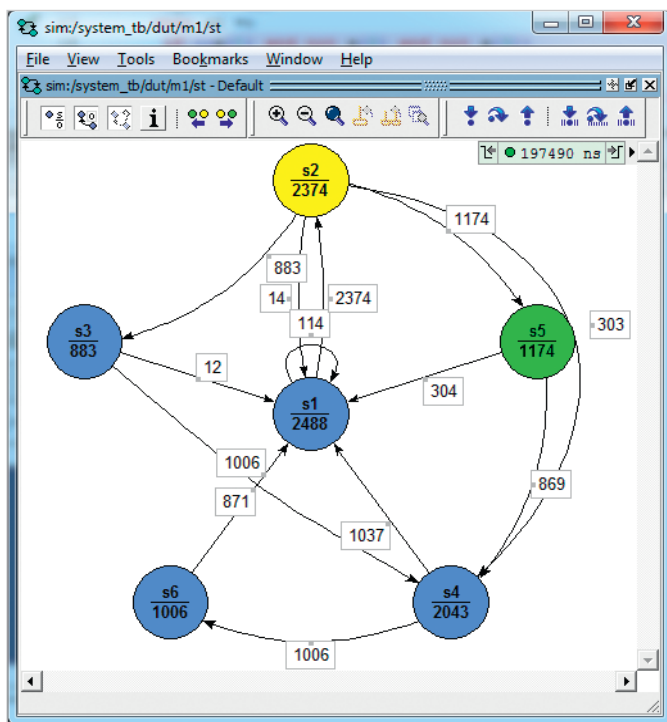 sim:/system_tb/dut/m1/st
File View Tools Bookmarks Window Help
sim:/system_tb/dut/m1/st - Default
197490 ns
s2
2374
1174
883
14
2374
303
114
s3
883
s5
1174
12
s1
2488
304
1006
871
869
1037
s6
1006
s4
2043
1006